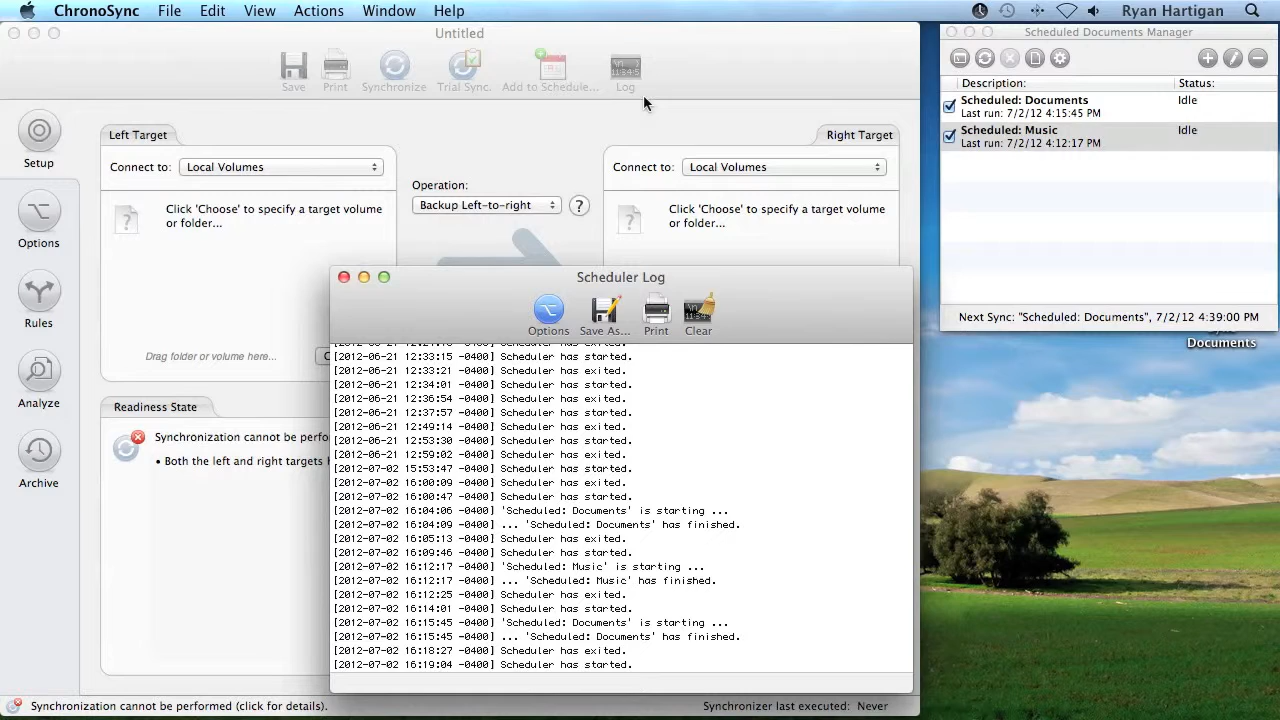 ChronoSync File Edit View Actions Window Help
Ryan Hartigan
Untitled
Save Print Synchronize Trial Sync. Add to Schedule... Log
Setup
Options
Rules
Analyze
Archive
Left Target
Connect to: Local Volumes
Click 'Choose' to specify a target volume
or folder...
Drag folder or volume here...
Operation:
Backup Left-to-right
?
Right Target
Connect to: Local Volumes
Click 'Choose' to specify a target volume
or folder...
Readiness State
Synchronization cannot be perfo
• Both the left and right targets
Synchronization cannot be performed (click for details).
Synchronizer last executed: Never
Scheduler Log
Options Save As... Print Clear
[2012-06-21 12:33:15 -0400] Scheduler has started.
[2012-06-21 12:33:21 -0400] Scheduler has exited.
[2012-06-21 12:34:01 -0400] Scheduler has started.
[2012-06-21 12:36:54 -0400] Scheduler has exited.
[2012-06-21 12:37:57 -0400] Scheduler has started.
[2012-06-21 12:49:14 -0400] Scheduler has exited.
[2012-06-21 12:53:30 -0400] Scheduler has started.
[2012-06-21 12:59:02 -0400] Scheduler has exited.
[2012-07-02 15:53:47 -0400] Scheduler has started.
[2012-07-02 16:00:09 -0400] Scheduler has exited.
[2012-07-02 16:00:47 -0400] Scheduler has started.
[2012-07-02 16:04:06 -0400] 'Scheduled: Documents' is starting ...
[2012-07-02 16:04:09 -0400] ... 'Scheduled: Documents' has finished.
[2012-07-02 16:05:13 -0400] Scheduler has exited.
[2012-07-02 16:09:46 -0400] Scheduler has started.
[2012-07-02 16:12:17 -0400] 'Scheduled: Music' is starting ...
[2012-07-02 16:12:17 -0400] ... 'Scheduled: Music' has finished.
[2012-07-02 16:12:25 -0400] Scheduler has exited.
[2012-07-02 16:14:01 -0400] Scheduler has started.
[2012-07-02 16:15:45 -0400] 'Scheduled: Documents' is starting ...
[2012-07-02 16:15:45 -0400] ... 'Scheduled: Documents' has finished.
[2012-07-02 16:18:27 -0400] Scheduler has exited.
[2012-07-02 16:19:04 -0400] Scheduler has started.
Scheduled Documents Manager
Description: Status:
Scheduled: Documents Idle
Last run: 7/2/12 4:15:45 PM
Scheduled: Music Idle
Last run: 7/2/12 4:12:17 PM
Next Sync: "Scheduled: Documents", 7/2/12 4:39:00 PM
Documents